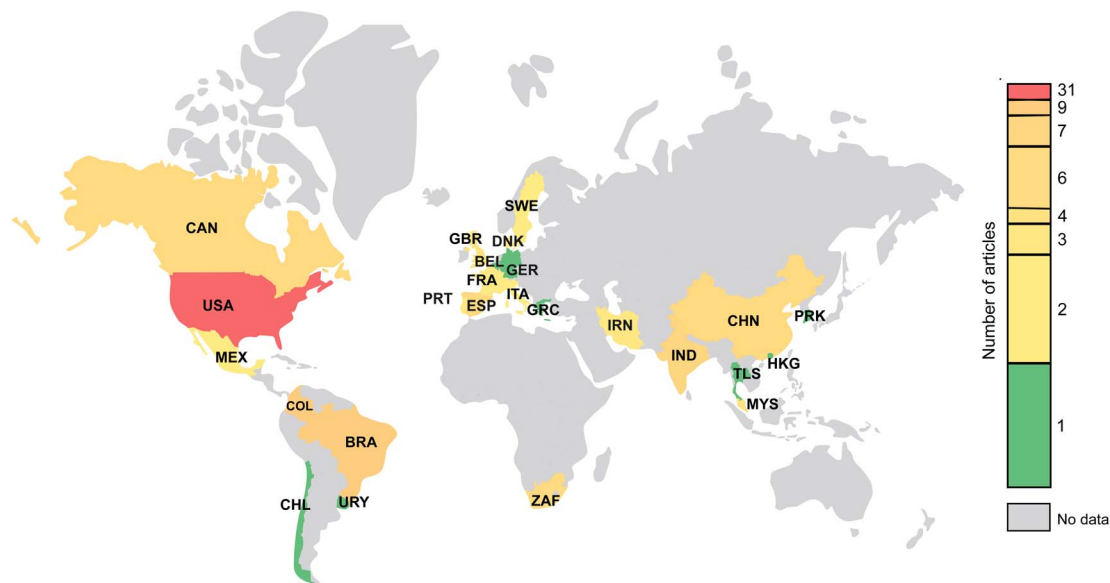 CAN
USA
MEX
COL
BRA
CHL
URY
SWE
GBR
DNK
BEL
GER
FRA
ITA
PRT
ESP
GRC
IRN
CHN
PRK
IND
HKG
TLS
MYS
ZAF
Number of articles
31
9
7
6
4
3
2
1
No data